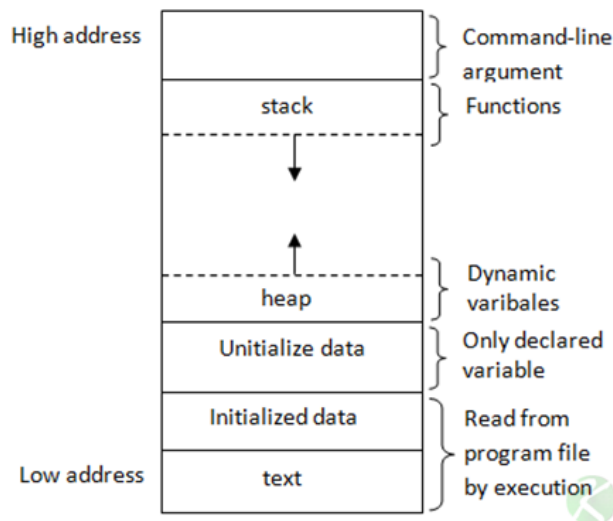 High address
Command-line
argument
stack
Functions
heap
Dynamic
varibales
Unitialize data
Only declared
variable
Initialized data
Read from
program file
by execution
Low address
text